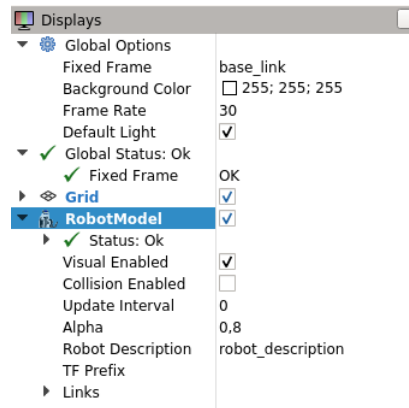 Displays
Global Options
Fixed Frame base_link
Background Color 255; 255; 255
Frame Rate 30
Default Light
Global Status: Ok
Fixed Frame OK
Grid
RobotModel
Status: Ok
Visual Enabled
Collision Enabled
Update Interval 0
Alpha 0,8
Robot Description robot_description
TF Prefix
Links